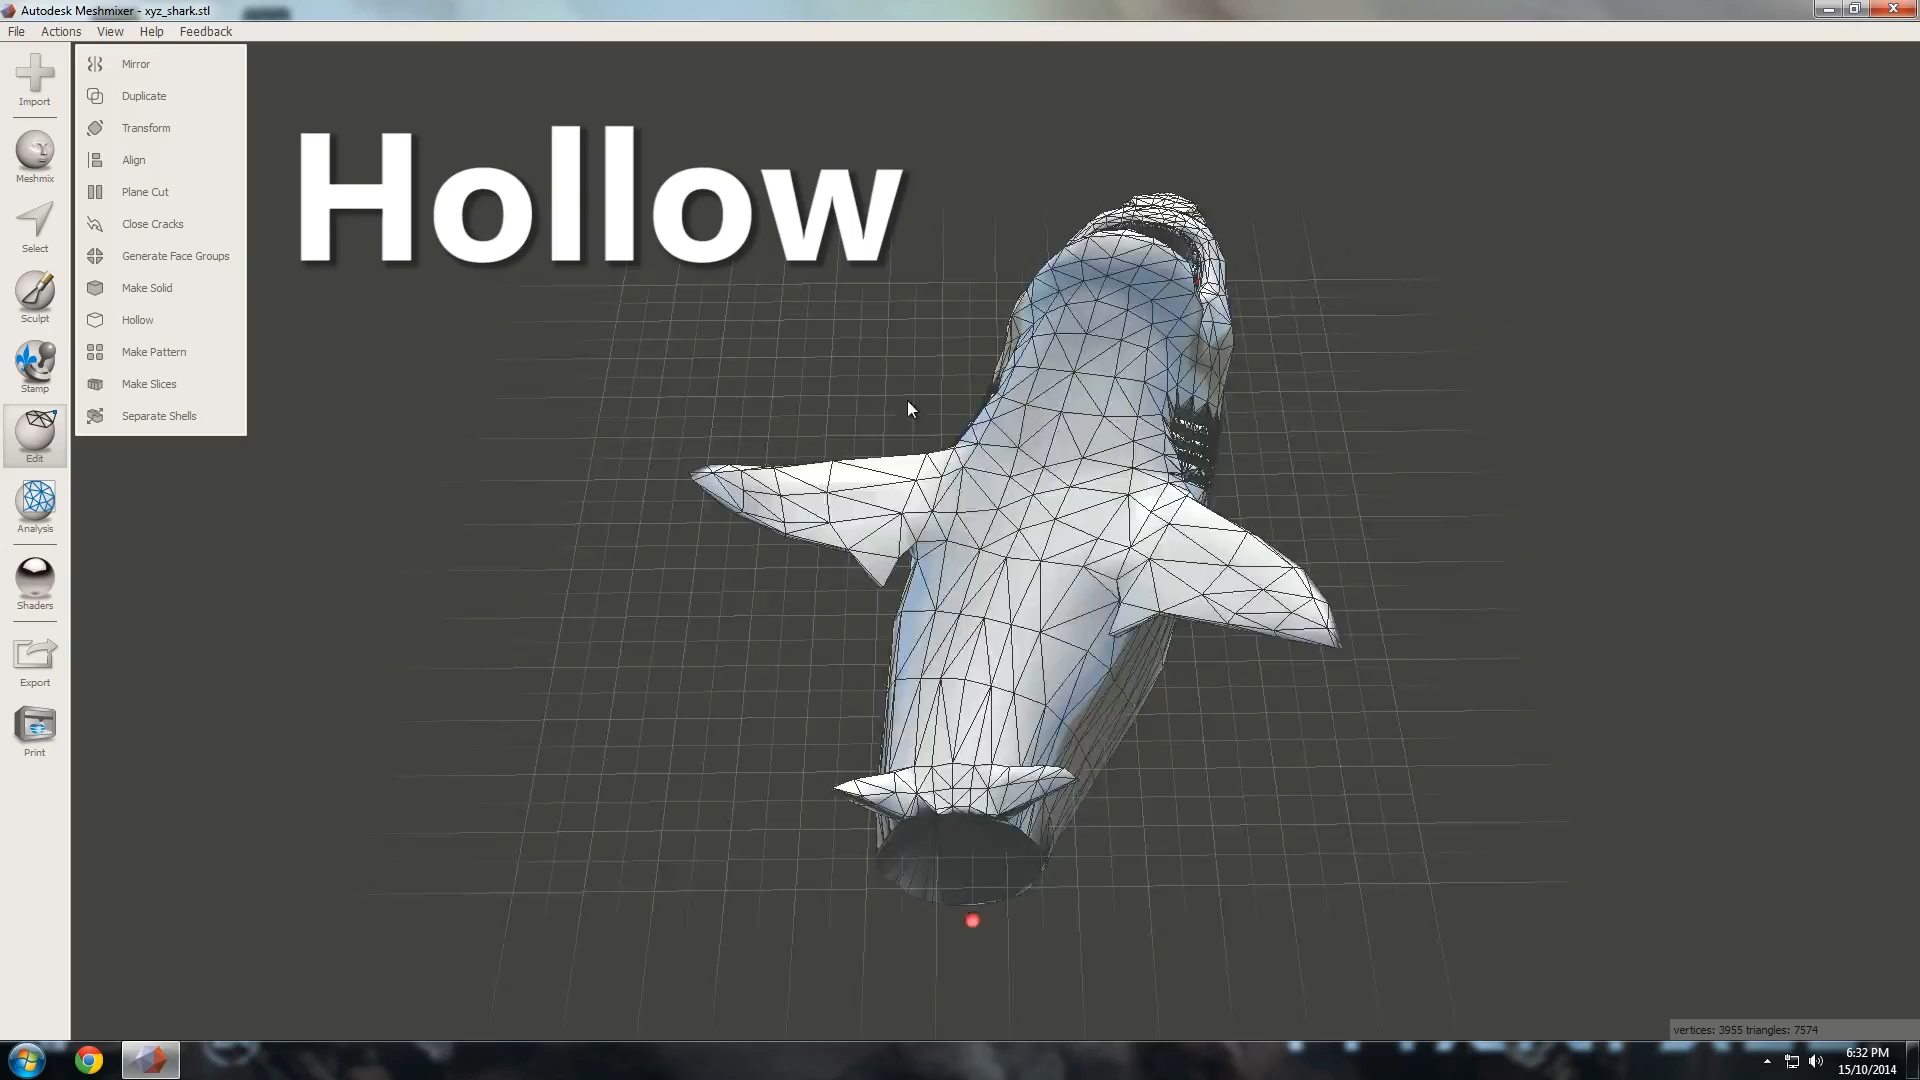 Autodesk Meshmixer - xyz_shark.stl
File Actions View Help Feedback
Import
Meshmix
Select
Sculpt
Stamp
Edit
Analysis
Shaders
Export
Print
Mirror
Duplicate
Transform
Align
Plane Cut
Close Cracks
Generate Face Groups
Make Solid
Hollow
Make Pattern
Make Slices
Separate Shells
Hollow
vertices: 3955 triangles: 7574
6:32 PM
15/10/2014